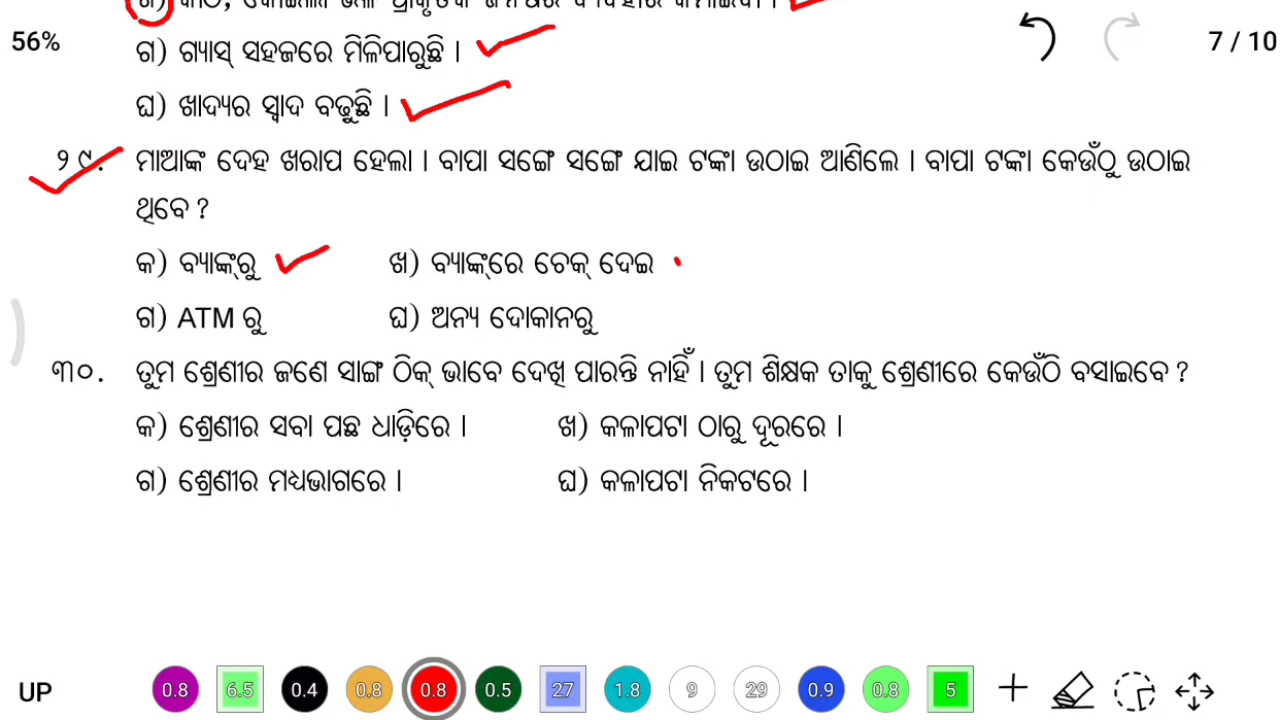 56%
7 / 10
ଗ) ଗ୍ୟାସ୍ ସହଜରେ ମିଳିପାରୁଛି ।
ଘ) ଖାଦ୍ୟର ସ୍ୱାଦ ବଢୁଛି ।
୨୯. ମାଆଙ୍କ ଦେହ ଖରାପ ହେଲା । ବାପା ସଙ୍ଗେ ସଙ୍ଗେ ଯାଇ ଟଙ୍କା ଉଠାଇ ଆଣିଲେ । ବାପା ଟଙ୍କା କେଉଁଠୁ ଉଠାଇ
ଥିବେ ?
କ) ବ୍ୟାଙ୍କ୍‌ରୁ ଖ) ବ୍ୟାଙ୍କ୍‌ରେ ଚେକ୍ ଦେଇ
ଗ) ATM ରୁ ଘ) ଅନ୍ୟ ଦୋକାନରୁ
୩୦. ତୁମ ଶ୍ରେଣୀର ଜଣେ ସାଙ୍ଗ ଠିକ୍ ଭାବେ ଦେଖି ପାରନ୍ତି ନାହିଁ । ତୁମ ଶିକ୍ଷକ ତାକୁ ଶ୍ରେଣୀରେ କେଉଁଠି ବସାଇବେ ?
କ) ଶ୍ରେଣୀର ସବା ପଛ ଧାଡ଼ିରେ । ଖ) କଳାପଟା ଠାରୁ ଦୂରରେ ।
ଗ) ଶ୍ରେଣୀର ମଧ୍ୟଭାଗରେ । ଘ) କଳାପଟା ନିକଟରେ ।
UP 0.8 6.5 0.4 0.8 0.8 0.5 27 1.8 9 29 0.9 0.8 5